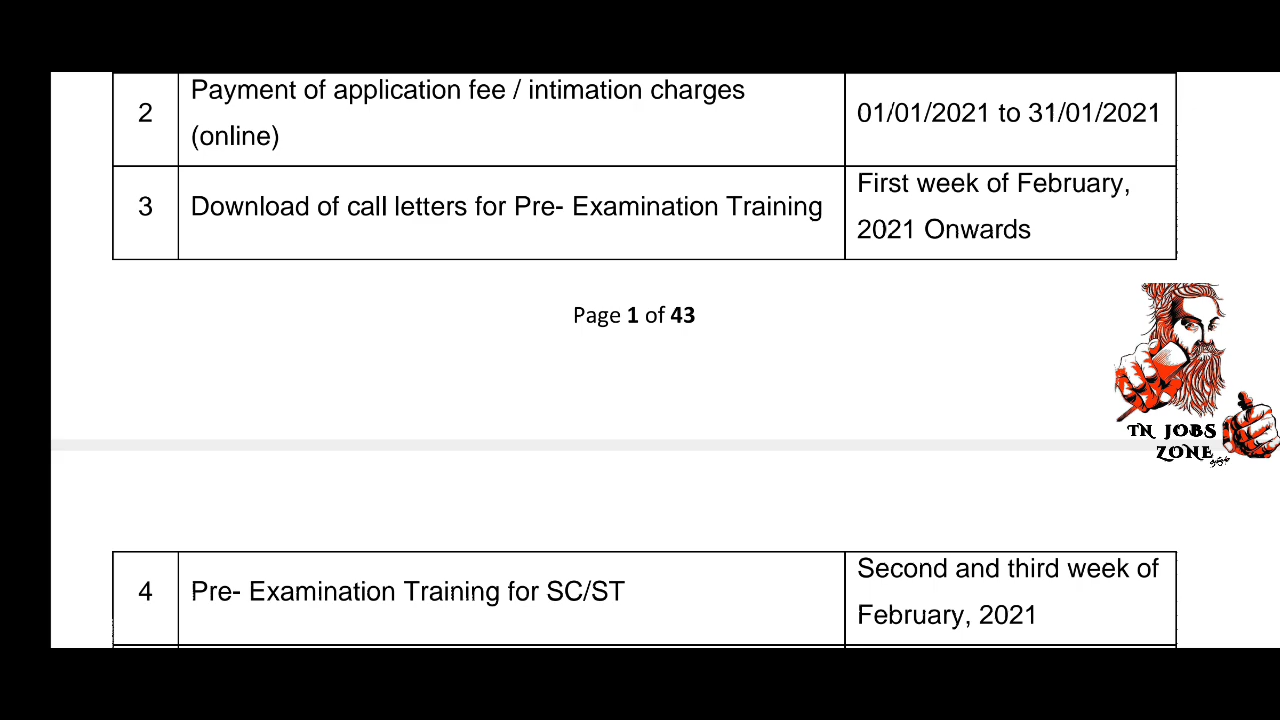 2
Payment of application fee / intimation charges
(online)
01/01/2021 to 31/01/2021
3
Download of call letters for Pre- Examination Training
First week of February,
2021 Onwards
Page 1 of 43
TN JOBS
ZONE
4
Pre- Examination Training for SC/ST
Second and third week of
February, 2021